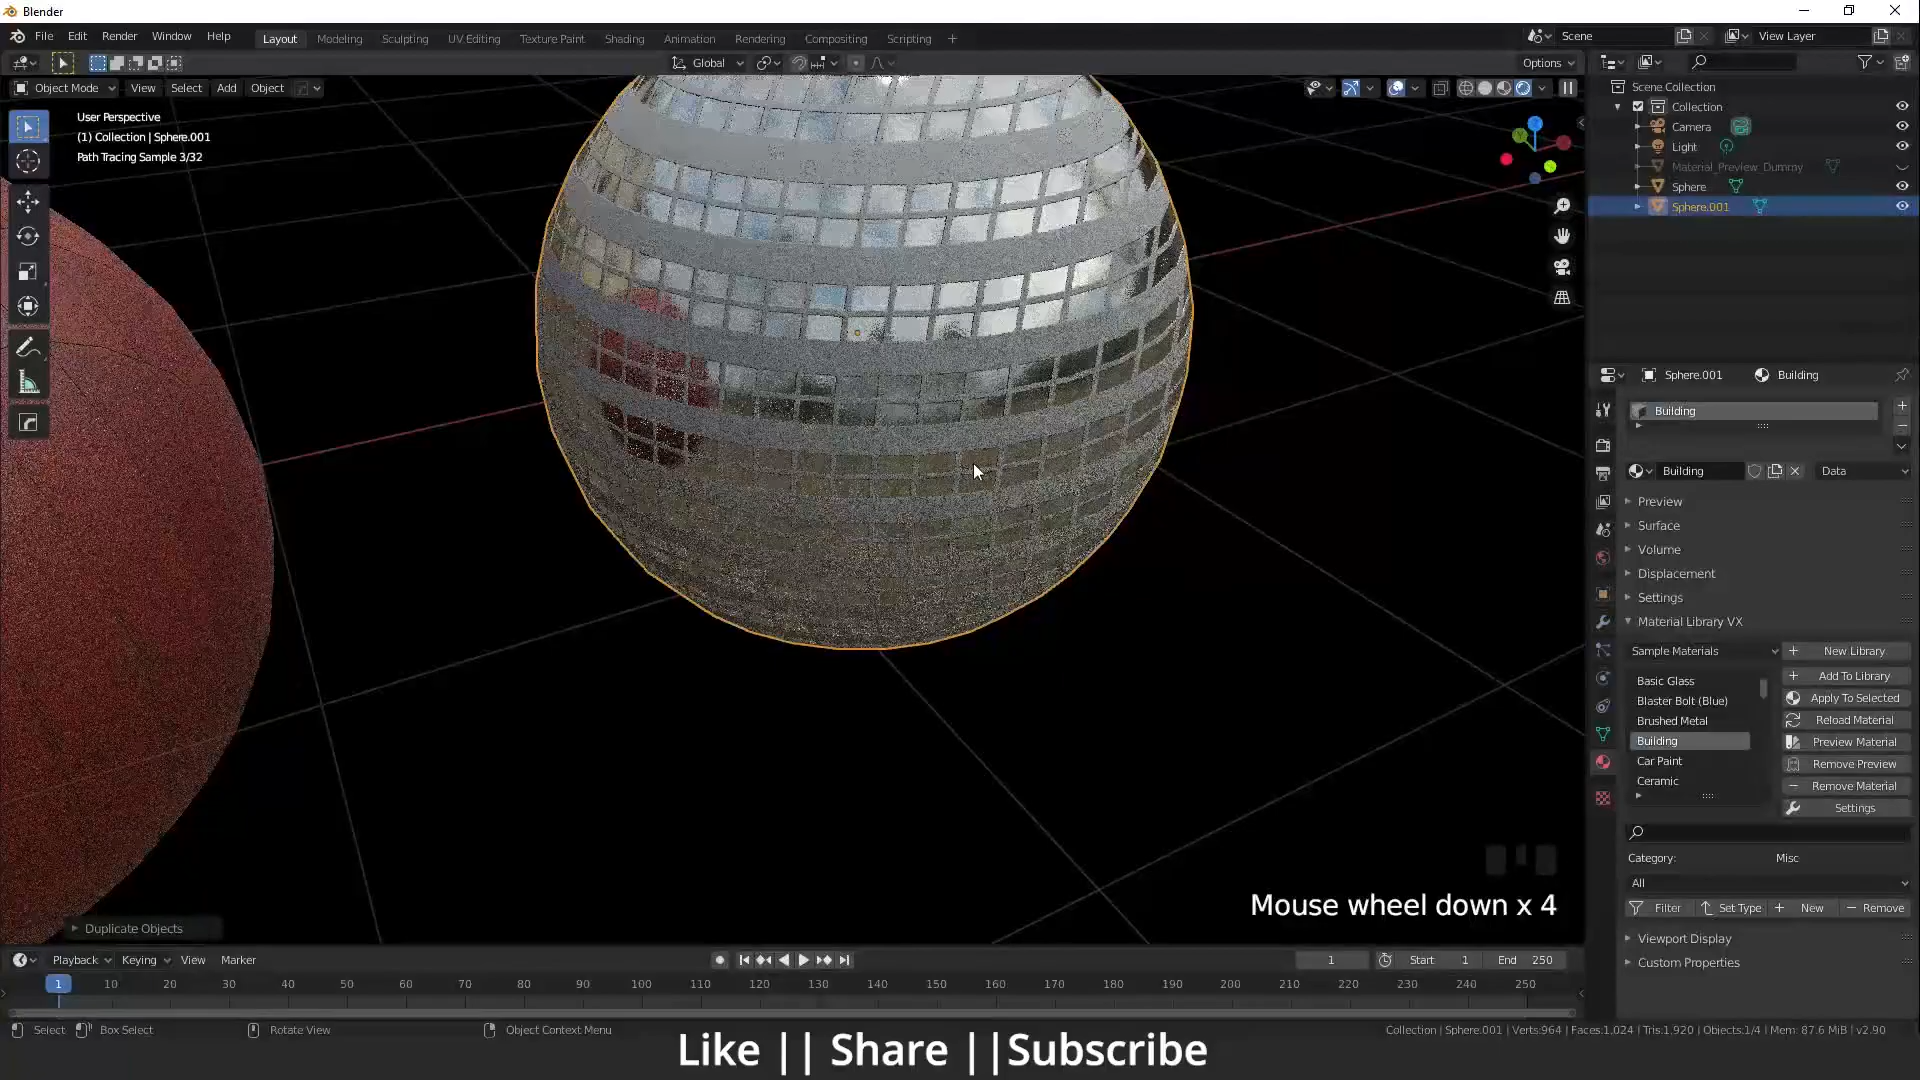 Blender
File Edit Render Window Help
Layout Modeling Sculpting UV Editing Texture Paint Shading Animation Rendering Compositing Scripting +
Scene
View Layer
Global
Options
Object Mode View Select Add Object
User Perspective
(1) Collection | Sphere.001
Path Tracing Sample 3/32
Scene Collection
Collection
Camera
Light
Material_Preview_Dummy
Sphere
Sphere.001
Sphere.001 Building
Building
Building Data
Preview
Surface
Volume
Displacement
Settings
Material Library VX
Sample Materials
New Library
Basic Glass
Add To Library
Blaster Bolt (Blue)
Apply To Selected
Brushed Metal
Reload Material
Building
Preview Material
Car Paint
Remove Preview
Ceramic
Remove Material
Settings
Category: Misc
All
Filter Set Type New Remove
Viewport Display
Custom Properties
Mouse wheel down x 4
Duplicate Objects
Playback Keying View Marker
1 Start 1 End 250
1 10 20 30 40 50 60 70 80 90 100 110 120 130 140 150 160 170 180 190 200 210 220 230 240 250
Select Box Select Rotate View Object Context Menu
Collection | Sphere.001 | Verts:964 | Faces:1,024 | Tris:1,920 | Objects:1/4 | Mem: 87.6 MiB | v2.90
Like || Share ||Subscribe